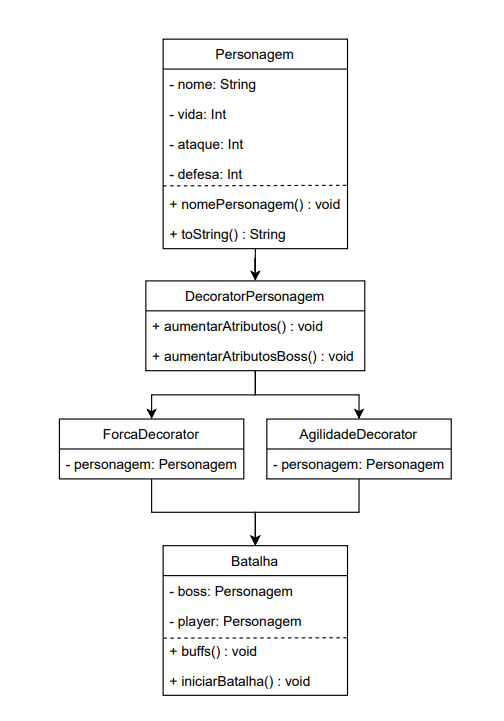 Personagem
- nome: String
- vida: Int
- ataque: Int
- defesa: Int
+ nomePersonagem() : void
+ toString() : String
DecoratorPersonagem
+ aumentarAtributos() : void
+ aumentarAtributosBoss() : void
ForcaDecorator
- personagem: Personagem
AgilidadeDecorator
- personagem: Personagem
Batalha
- boss: Personagem
- player: Personagem
+ buffs() : void
+ iniciarBatalha() : void